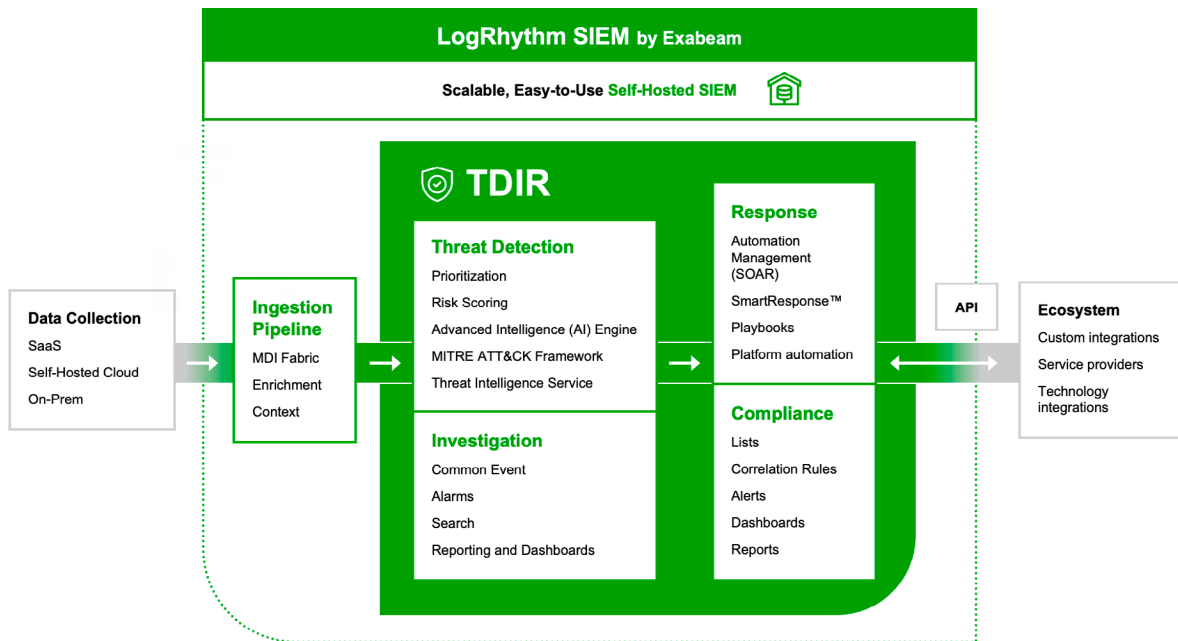 LogRhythm SIEM by Exabeam
Scalable, Easy-to-Use Self-Hosted SIEM
Data Collection
SaaS
Self-Hosted Cloud
On-Prem
Ingestion
Pipeline
MDI Fabric
Enrichment
Context
TDIR
Threat Detection
Prioritization
Risk Scoring
Advanced Intelligence (AI) Engine
MITRE ATT&CK Framework
Threat Intelligence Service
Investigation
Common Event
Alarms
Search
Reporting and Dashboards
Response
Automation
Management
(SOAR)
SmartResponse™
Playbooks
Platform automation
Compliance
Lists
Correlation Rules
Alerts
Dashboards
Reports
API
Ecosystem
Custom integrations
Service providers
Technology
integrations